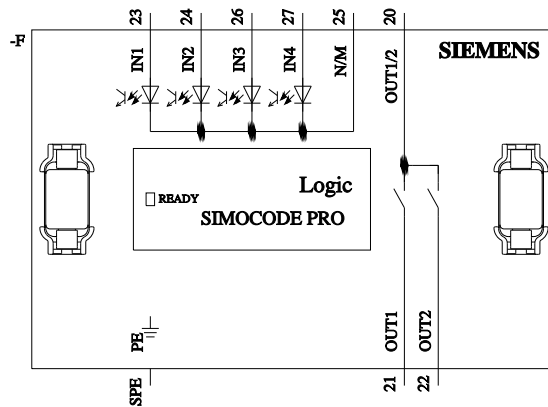 23
24
26
27
25
20
-F
IN1
IN2
IN3
IN4
N/M
OUT1/2
SIEMENS
READY
Logic
SIMOCODE PRO
PE
OUT1
OUT2
SPE
21
22